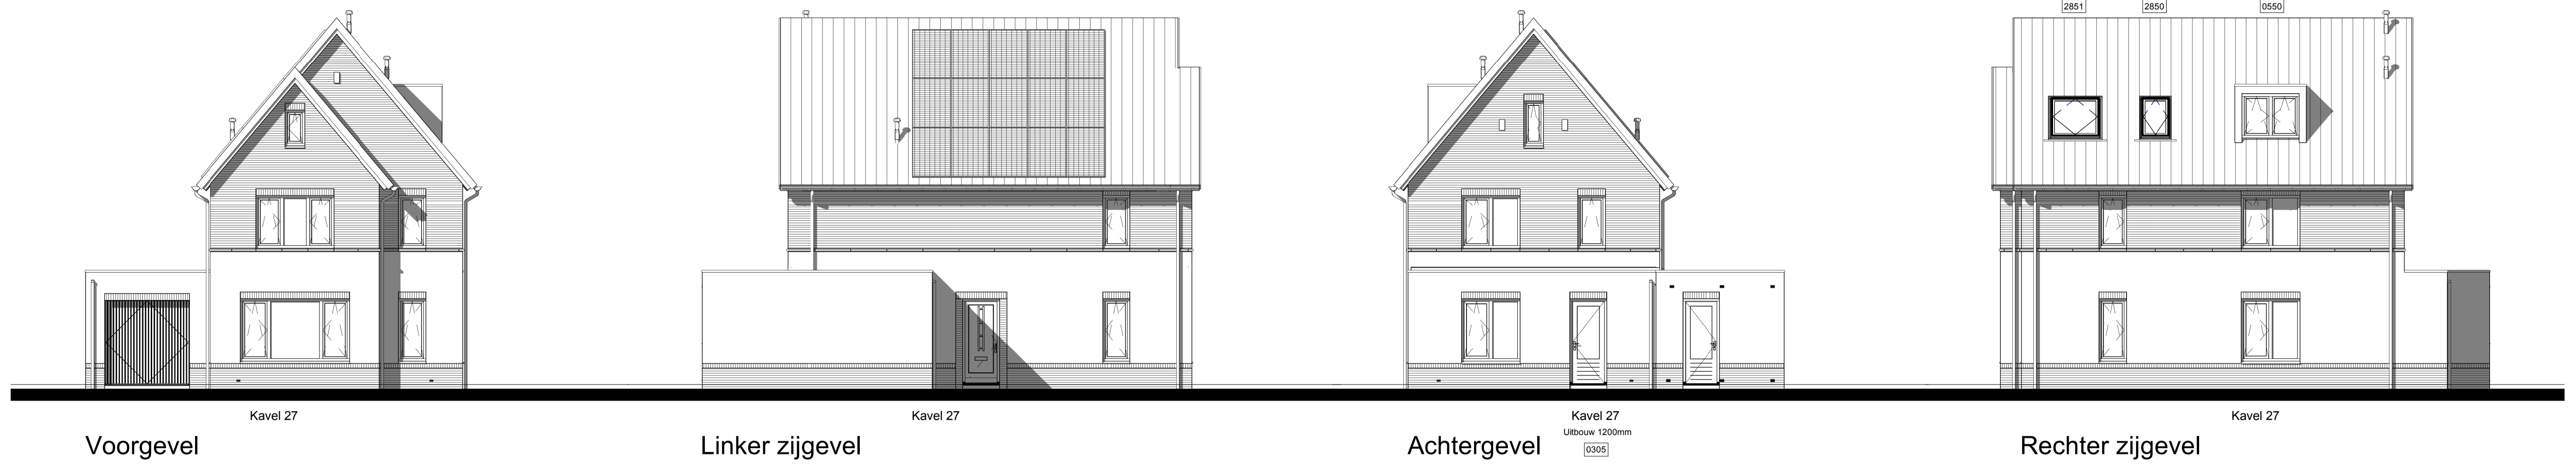 2851
2850
0550
Kavel 27
Kavel 27
Kavel 27
Kavel 27
Voorgevel
Linker zijgevel
Achtergevel
Uitbouw 1200mm
0305
Rechter zijgevel